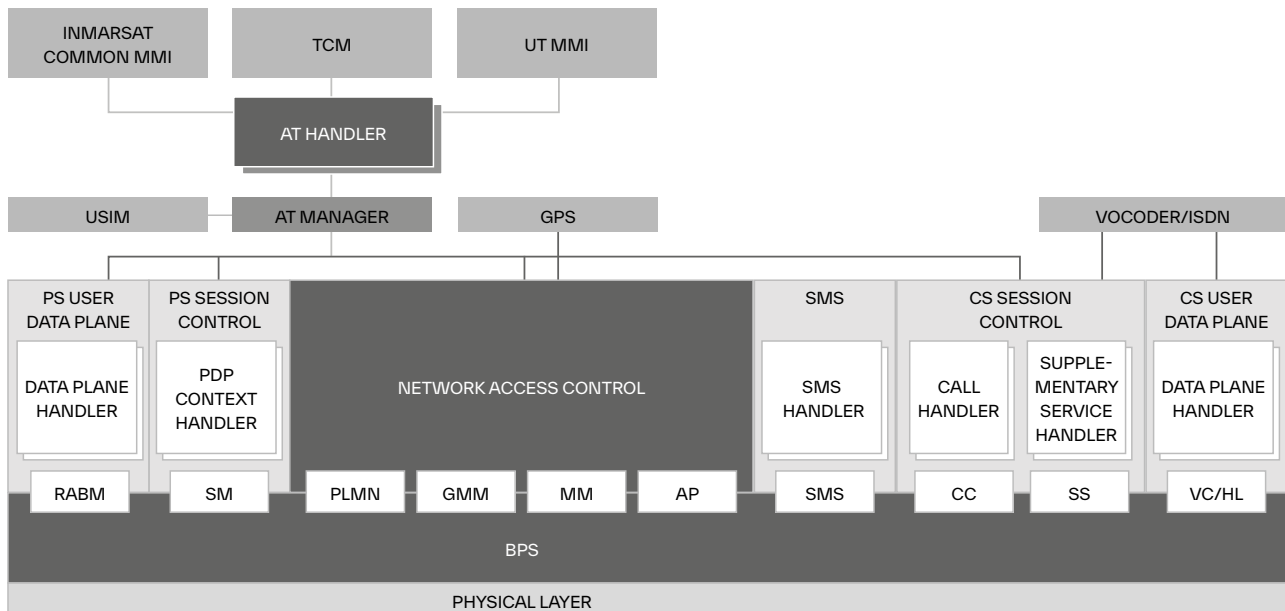 INMARSAT
COMMON MMI
TCM
UT MMI
AT HANDLER
USIM
AT MANAGER
GPS
VOCODER/ISDN
PS USER
DATA PLANE
PS SESSION
CONTROL
SMS
CS SESSION
CONTROL
CS USER
DATA PLANE
DATA PLANE
HANDLER
PDP
CONTEXT
HANDLER
NETWORK ACCESS CONTROL
SMS
HANDLER
CALL
HANDLER
SUPPLE-
MENTARY
SERVICE
HANDLER
DATA PLANE
HANDLER
RABM
SM
PLMN
GMM
MM
AP
SMS
CC
SS
VC/HL
BPS
PHYSICAL LAYER